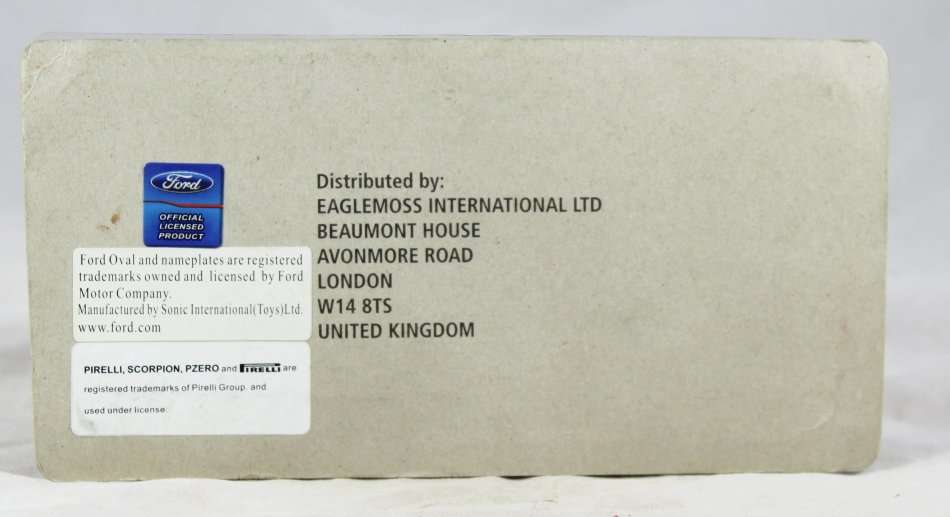 Ford
OFFICIAL
LICENSED
PRODUCT
Ford Oval and nameplates are registered
trademarks owned and licensed by Ford
Motor Company.
Manufactured by Sonic International(Toys)Ltd.
www.ford.com
PIRELLI, SCORPION, PZERO and PIRELLI are
registered trademarks of Pirelli Group. and
used under license.
Distributed by:
EAGLEMOSS INTERNATIONAL LTD
BEAUMONT HOUSE
AVONMORE ROAD
LONDON
W14 8TS
UNITED KINGDOM